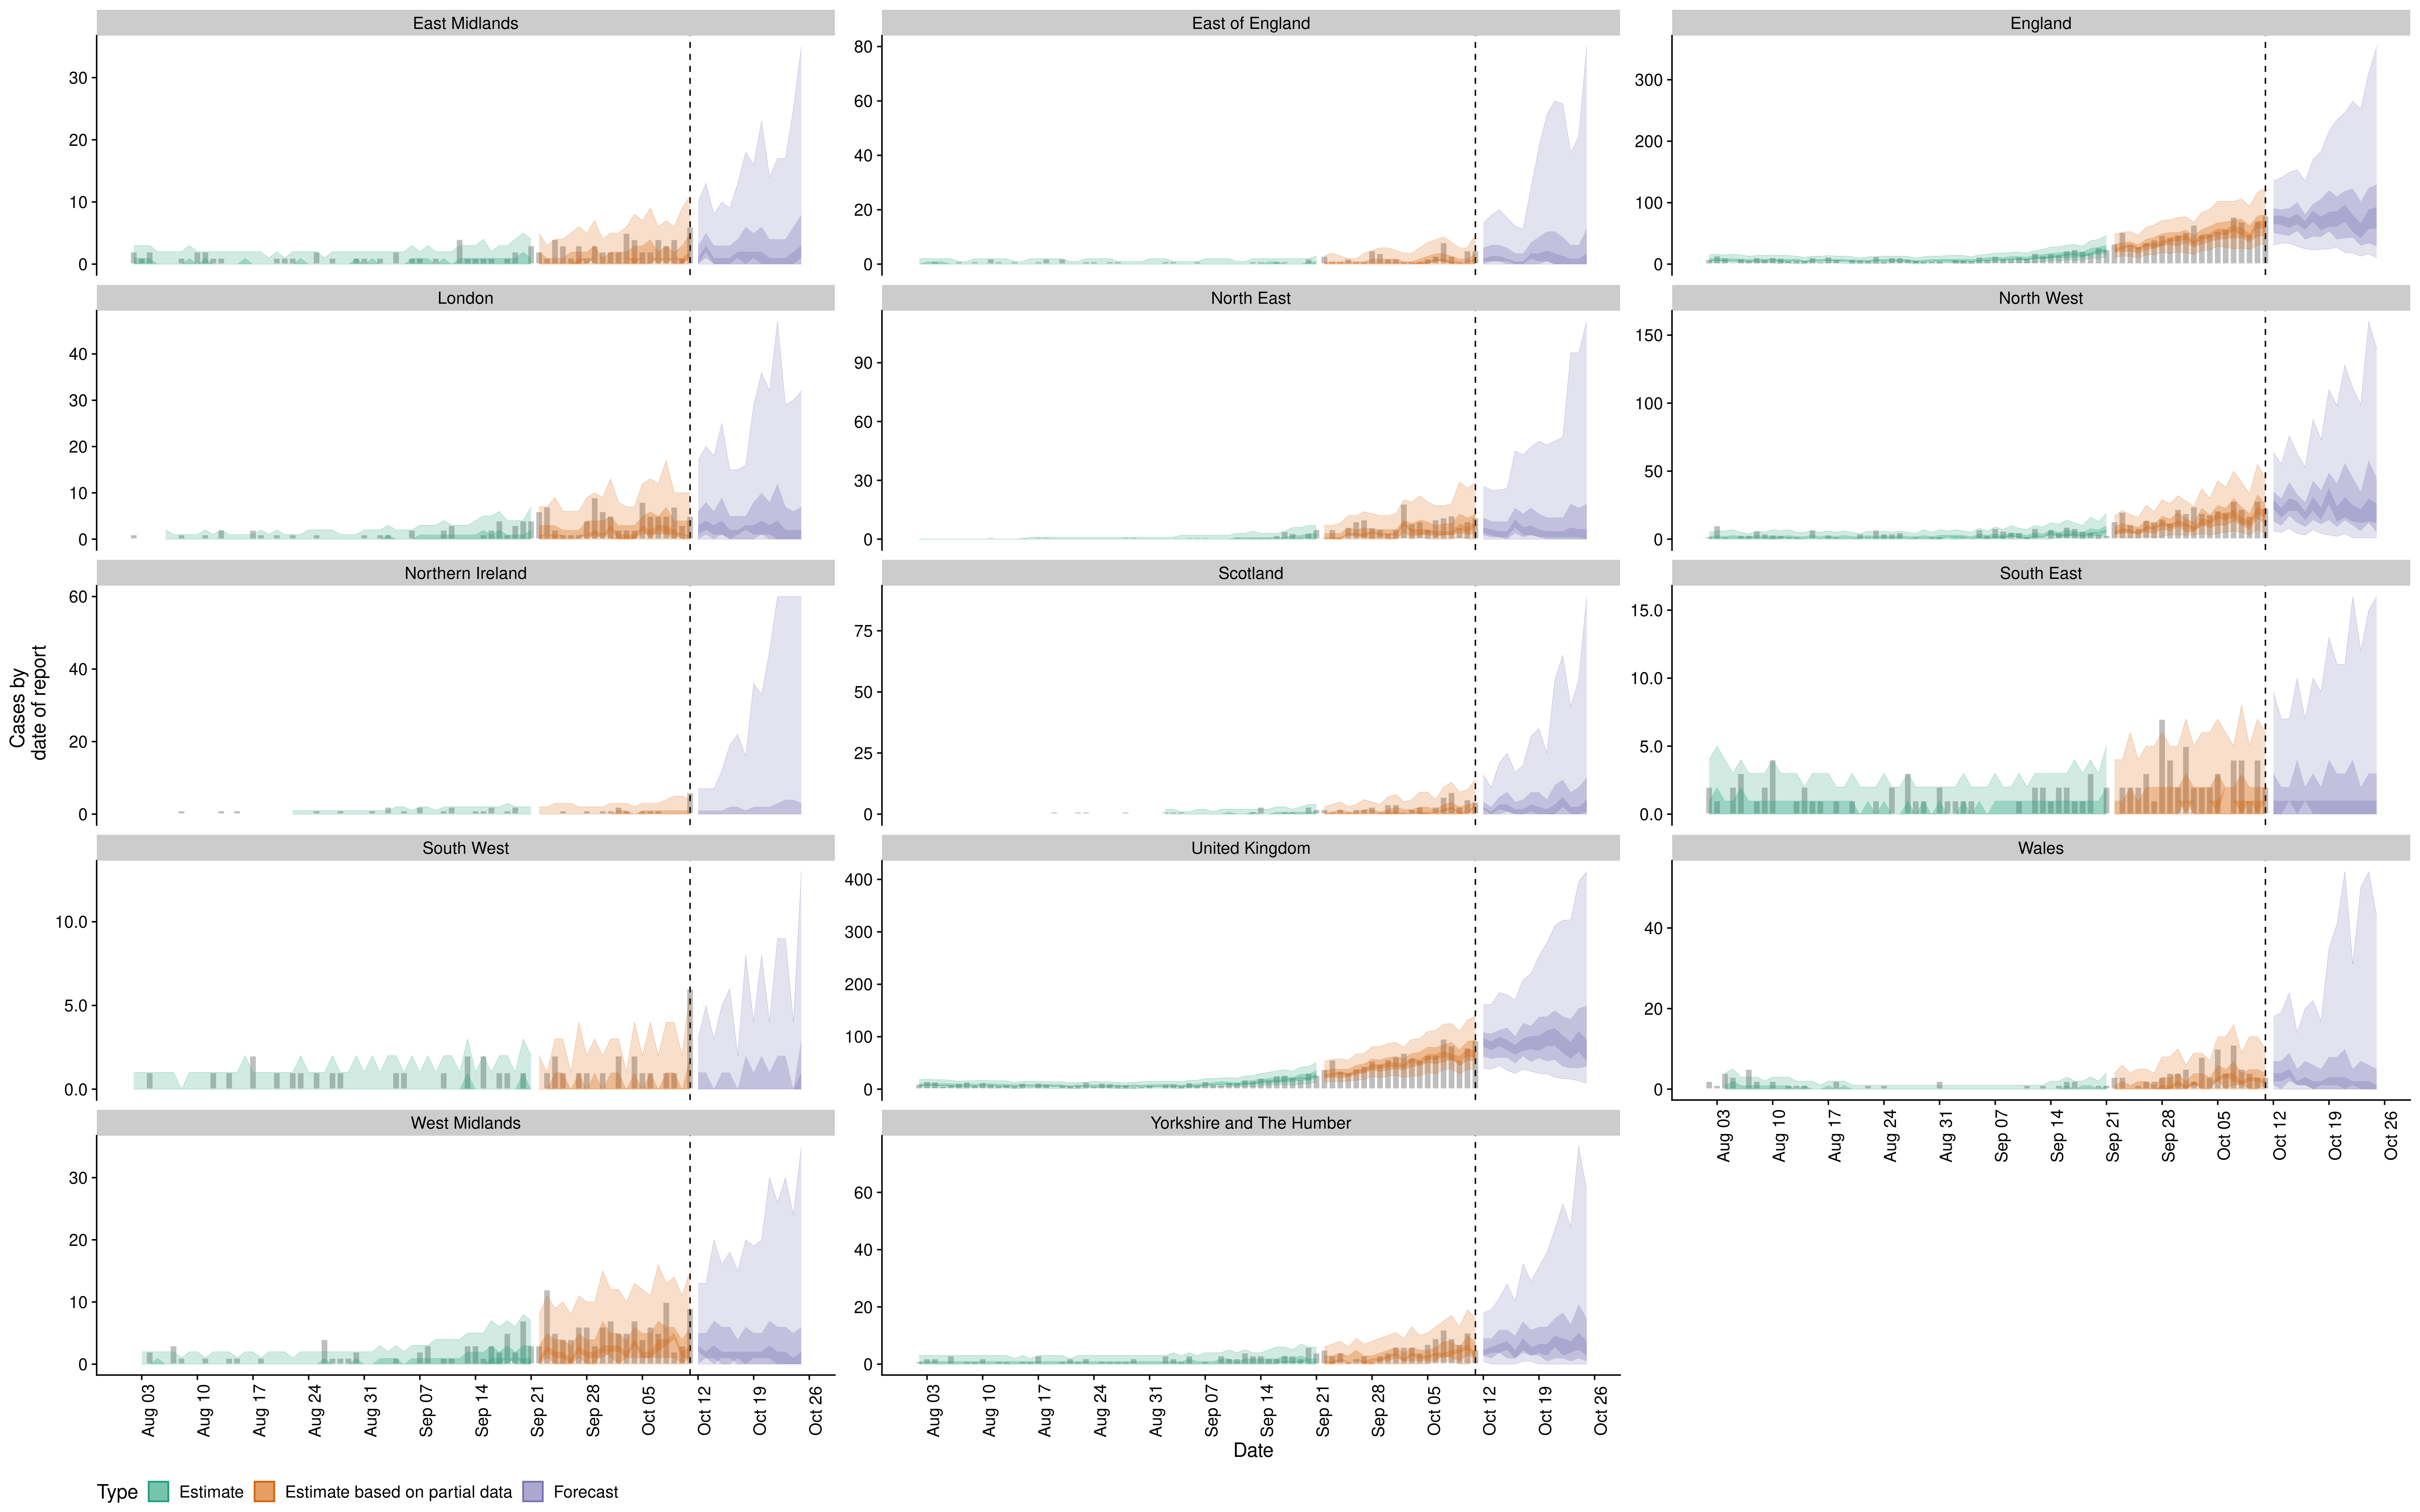 East Midlands
East of England
England
30
20
10
0
80
60
40
20
0
300
200
100
0
London
North East
North West
40
30
20
10
0
90
60
30
0
150
100
50
0
Northern Ireland
Scotland
South East
60
40
20
0
75
50
25
0
15.0
10.0
5.0
0.0
Cases by
date of report
South West
United Kingdom
Wales
10.0
5.0
0.0
400
300
200
100
0
40
20
0
Aug 03
Aug 10
Aug 17
Aug 24
Aug 31
Sep 07
Sep 14
Sep 21
Sep 28
Oct 05
Oct 12
Oct 19
Oct 26
West Midlands
Yorkshire and The Humber
30
20
10
0
60
40
20
0
Aug 03
Aug 10
Aug 17
Aug 24
Aug 31
Sep 07
Sep 14
Sep 21
Sep 28
Oct 05
Oct 12
Oct 19
Oct 26
Aug 03
Aug 10
Aug 17
Aug 24
Aug 31
Sep 07
Sep 14
Sep 21
Sep 28
Oct 05
Oct 12
Oct 19
Oct 26
Date
Type Estimate Estimate based on partial data Forecast